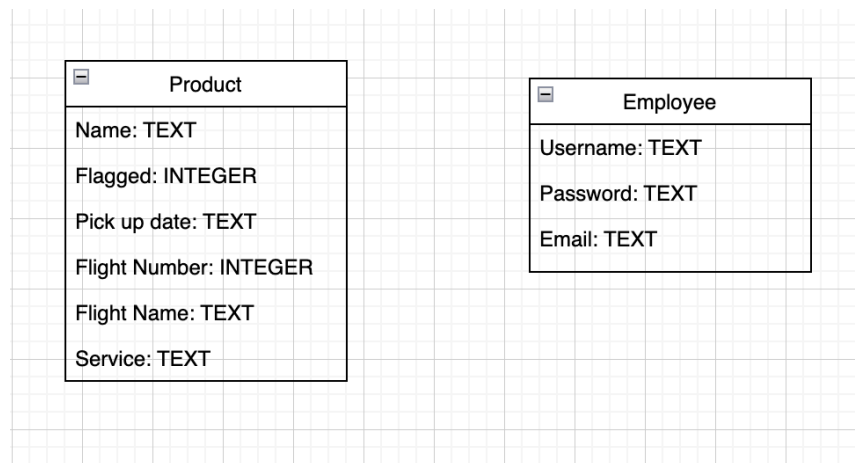 Product
Name: TEXT
Flagged: INTEGER
Pick up date: TEXT
Flight Number: INTEGER
Flight Name: TEXT
Service: TEXT
Employee
Username: TEXT
Password: TEXT
Email: TEXT